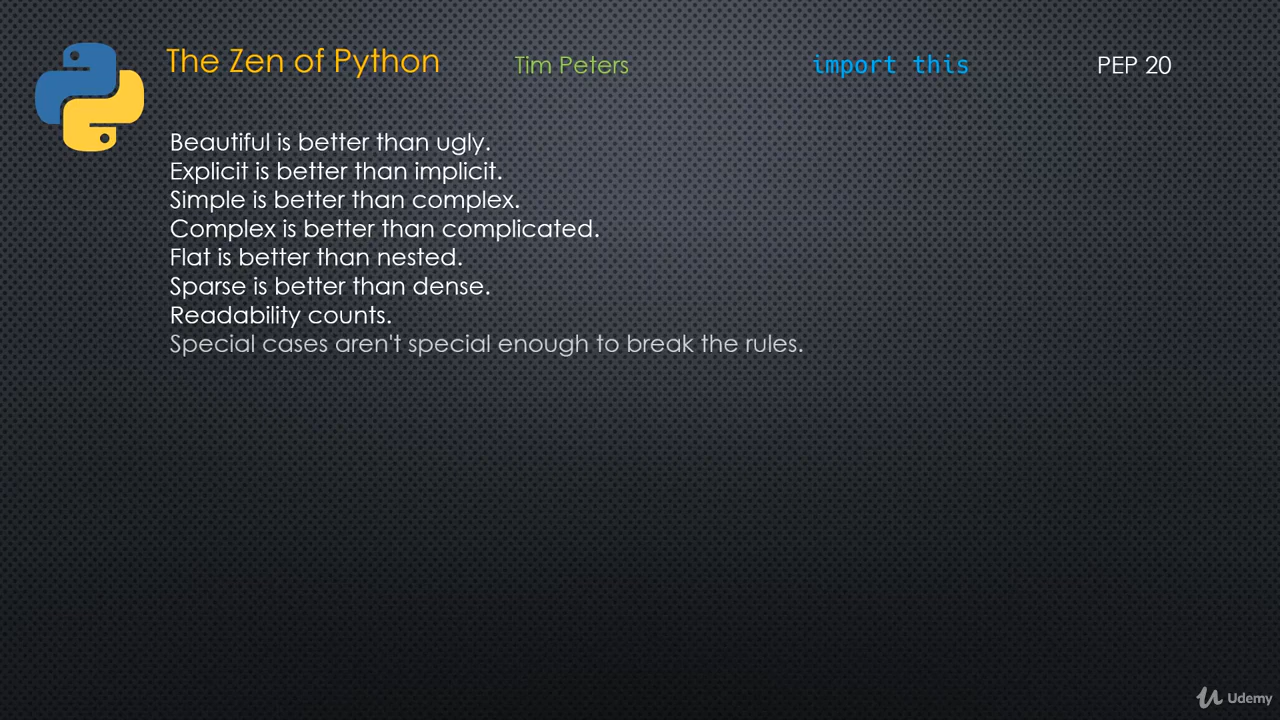 The Zen of Python
Tim Peters
import this
PEP 20
Beautiful is better than ugly.
Explicit is better than implicit.
Simple is better than complex.
Complex is better than complicated.
Flat is better than nested.
Sparse is better than dense.
Readability counts.
Special cases aren't special enough to break the rules.
Udemy